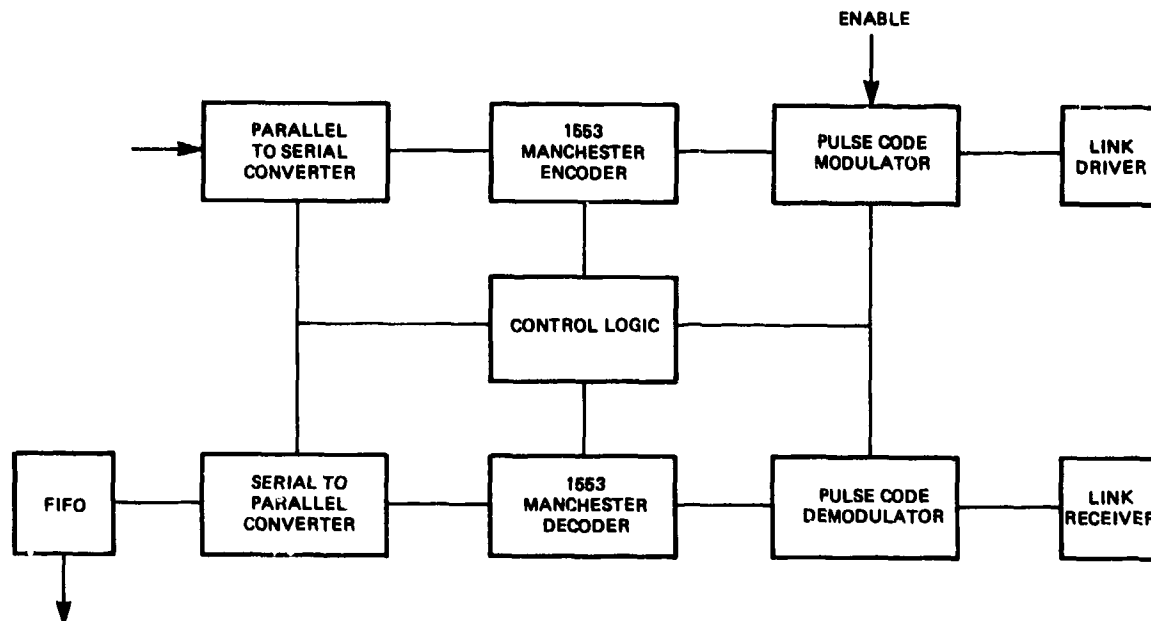 ENABLE
PARALLEL
TO SERIAL
CONVERTER
1553
MANCHESTER
ENCODER
PULSE CODE
MODULATOR
LINK
DRIVER
CONTROL LOGIC
FIFO
SERIAL TO
PARALLEL
CONVERTER
1553
MANCHESTER
DECODER
PULSE CODE
DEMODULATOR
LINK
RECEIVER